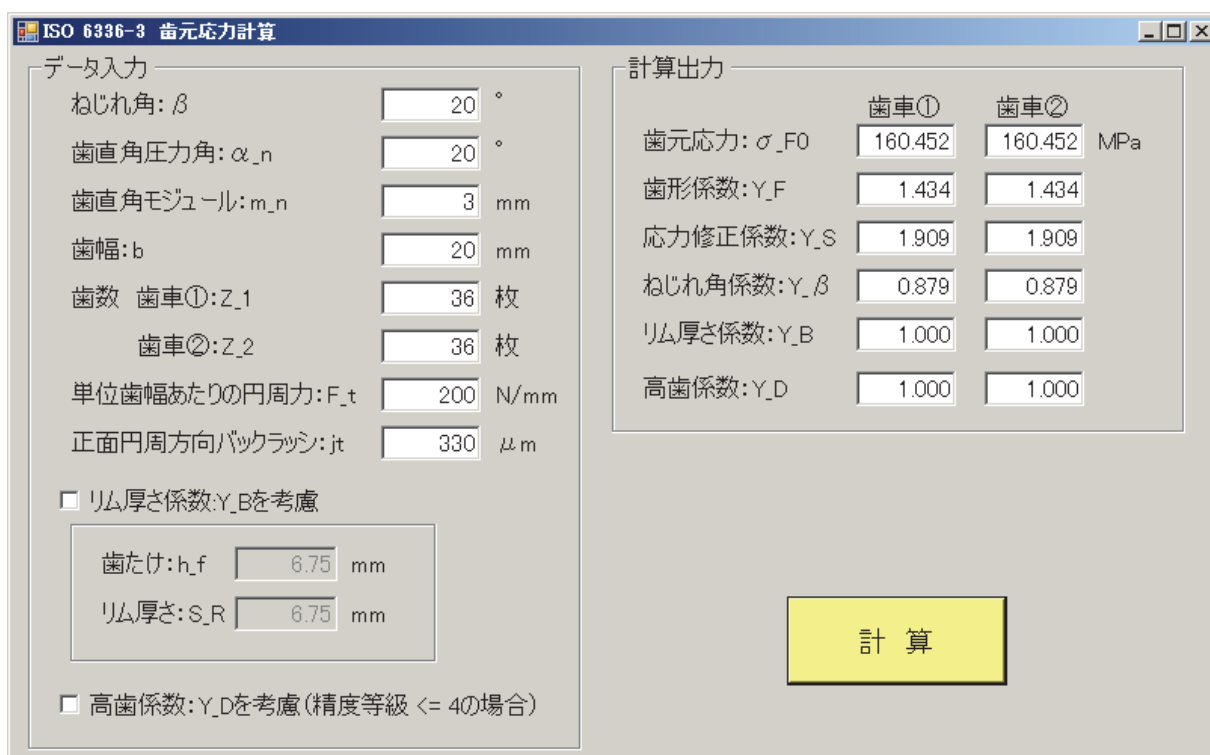 ISO 6336-3 歯元応力計算
データ入力
ねじれ角: β 20 °
歯直角圧力角: α_n 20 °
歯直角モジュール: m_n 3 mm
歯幅: b 20 mm
歯数 歯車①: Z_1 36 枚
歯車②: Z_2 36 枚
単位歯幅あたりの円周力: F_t 200 N/mm
正面円周方向バックラッシ: jt 330 μm
リム厚さ係数:Y_Bを考慮
歯たけ: h_f 6.75 mm
リム厚さ: S_R 6.75 mm
高歯係数: Y_Dを考慮(精度等級 <= 4の場合)
計算出力
歯車① 歯車②
歯元応力: σ_F0 160.452 160.452 MPa
歯形係数: Y_F 1.434 1.434
応力修正係数: Y_S 1.909 1.909
ねじれ角係数: Y_β 0.879 0.879
リム厚さ係数: Y_B 1.000 1.000
高歯係数: Y_D 1.000 1.000
計 算